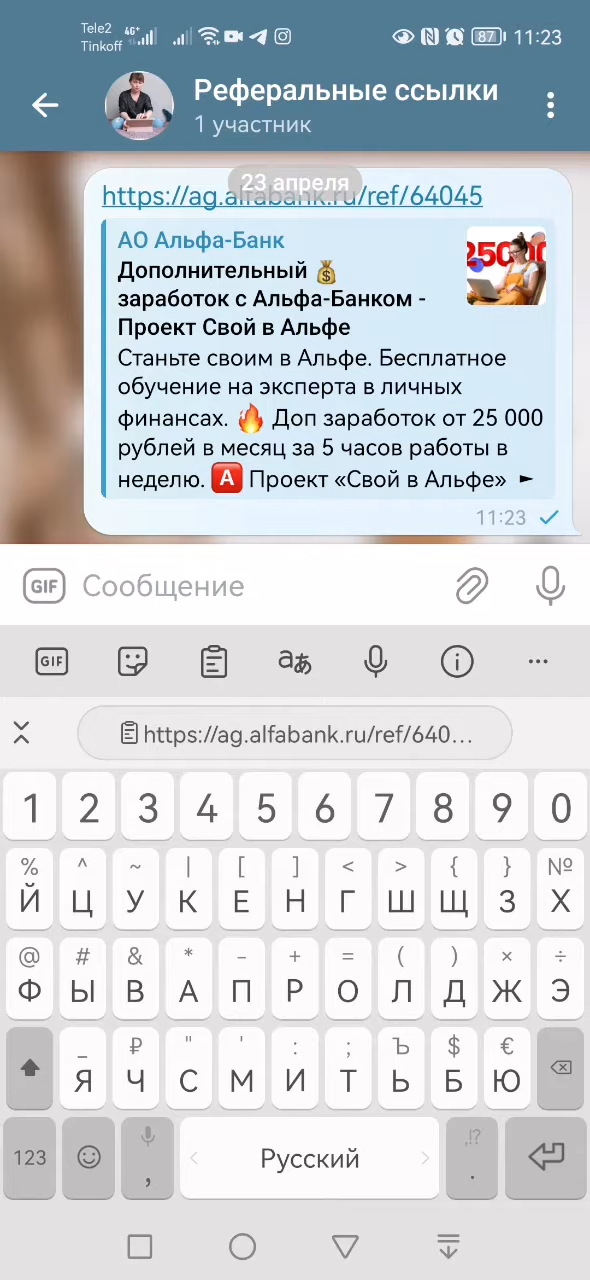 Tele2 4G+ 87 11:23
Tinkoff
Реферальные ссылки
1 участник
23 апреля
https://ag.alfabank.ru/ref/64045
АО Альфа-Банк
Дополнительный 💰
заработок с Альфа-Банком -
Проект Свой в Альфе
Станьте своим в Альфе. Бесплатное
обучение на эксперта в личных
финансах. 🔥 Доп заработок от 25 000
рублей в месяц за 5 часов работы в
неделю. 🅰 Проект «Свой в Альфе» ►
11:23
GIF Сообщение
GIF
https://ag.alfabank.ru/ref/640...
1 2 3 4 5 6 7 8 9 0
% ^ ~ | [ ] < > { } №
Й Ц У К Е Н Г Ш Щ З Х
@ # & * - + = ( ) × ÷
Ф Ы В А П Р О Л Д Ж Э
_ ₽ " ' : ; Ъ $ €
Я Ч С М И Т Ь Б Ю
,!?
123 , Русский .